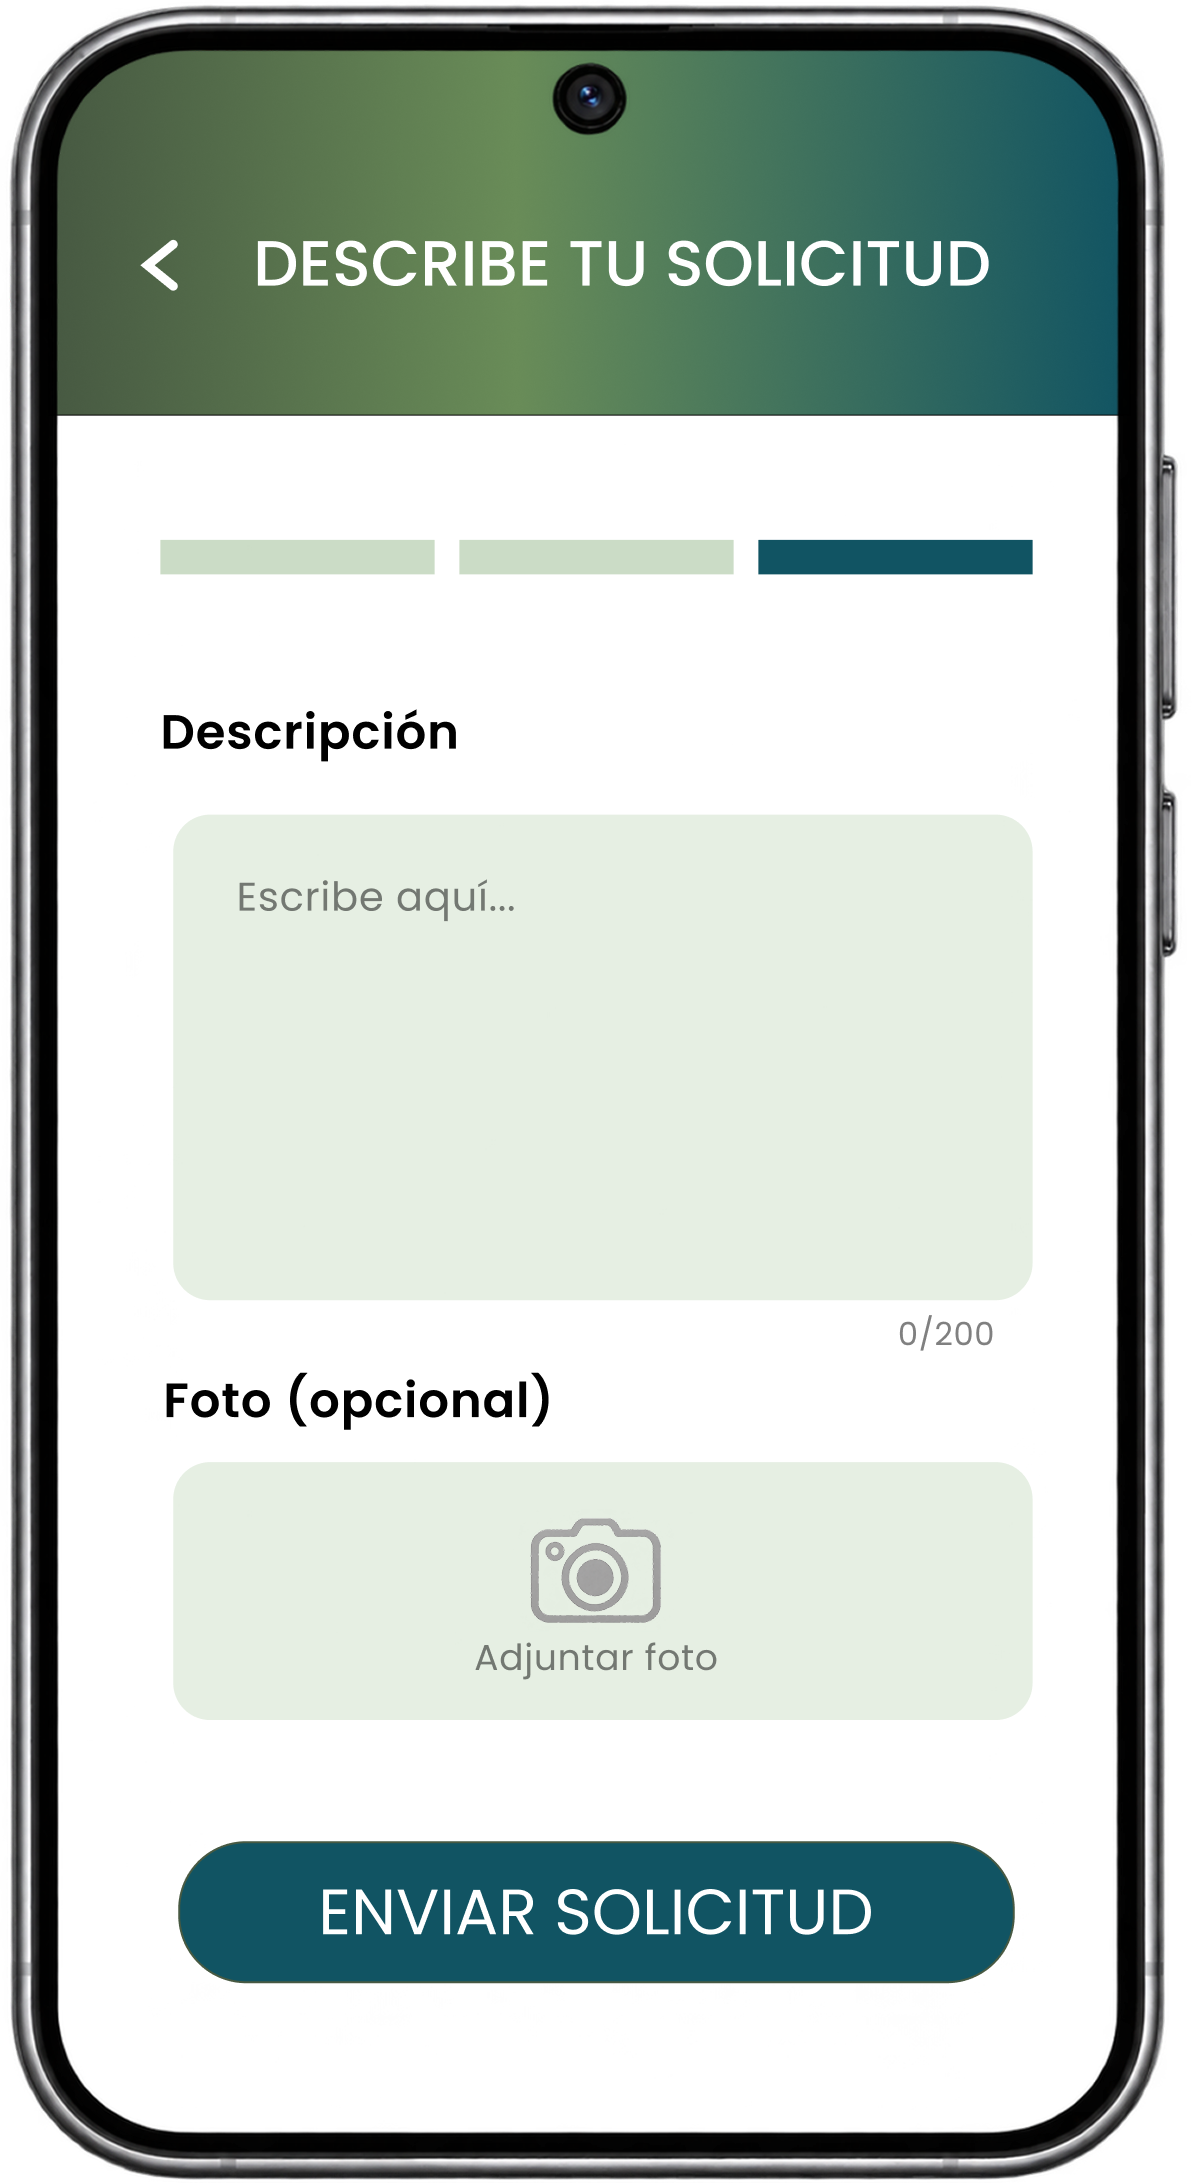 DESCRIBE TU SOLICITUD
Descripción
Escribe aquí...
0/200
Foto (opcional)
Adjuntar foto
ENVIAR SOLICITUD